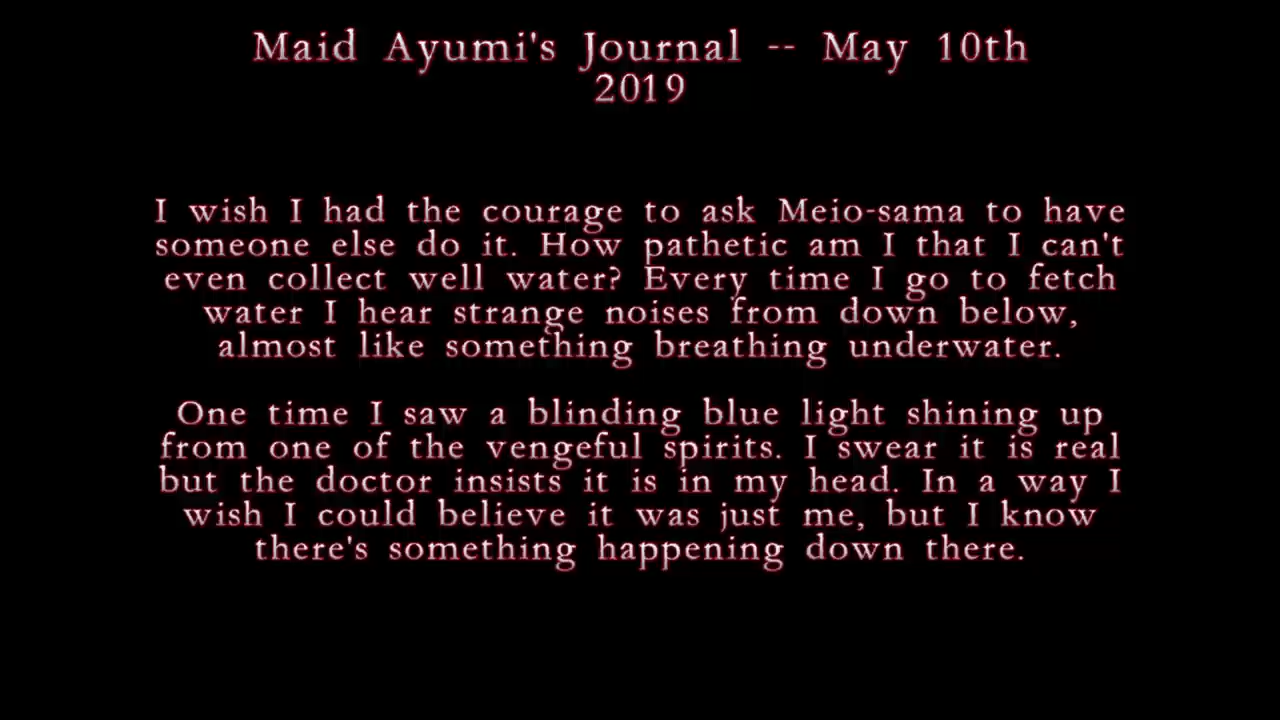 Maid Ayumi's Journal -- May 10th
2019
I wish I had the courage to ask Meio-sama to have
someone else do it. How pathetic am I that I can't
even collect well water? Every time I go to fetch
water I hear strange noises from down below,
almost like something breathing underwater.
One time I saw a blinding blue light shining up
from one of the vengeful spirits. I swear it is real
but the doctor insists it is in my head. In a way I
wish I could believe it was just me, but I know
there's something happening down there.